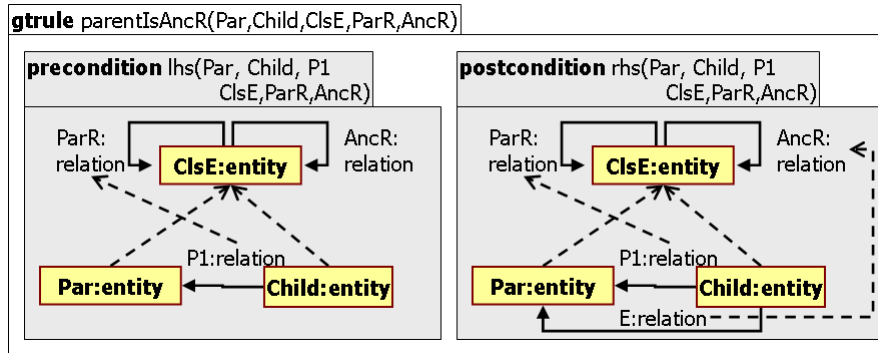 gtrule parentIsAncR(Par,Child,ClsE,ParR,AncR)
precondition lhs(Par, Child, P1
ClsE,ParR,AncR)
ParR:
relation
AncR:
relation
ClsE:entity
P1:relation
Par:entity
Child:entity
postcondition rhs(Par, Child, P1
ClsE,ParR,AncR)
ParR:
relation
AncR:
relation
ClsE:entity
P1:relation
Par:entity
Child:entity
E:relation